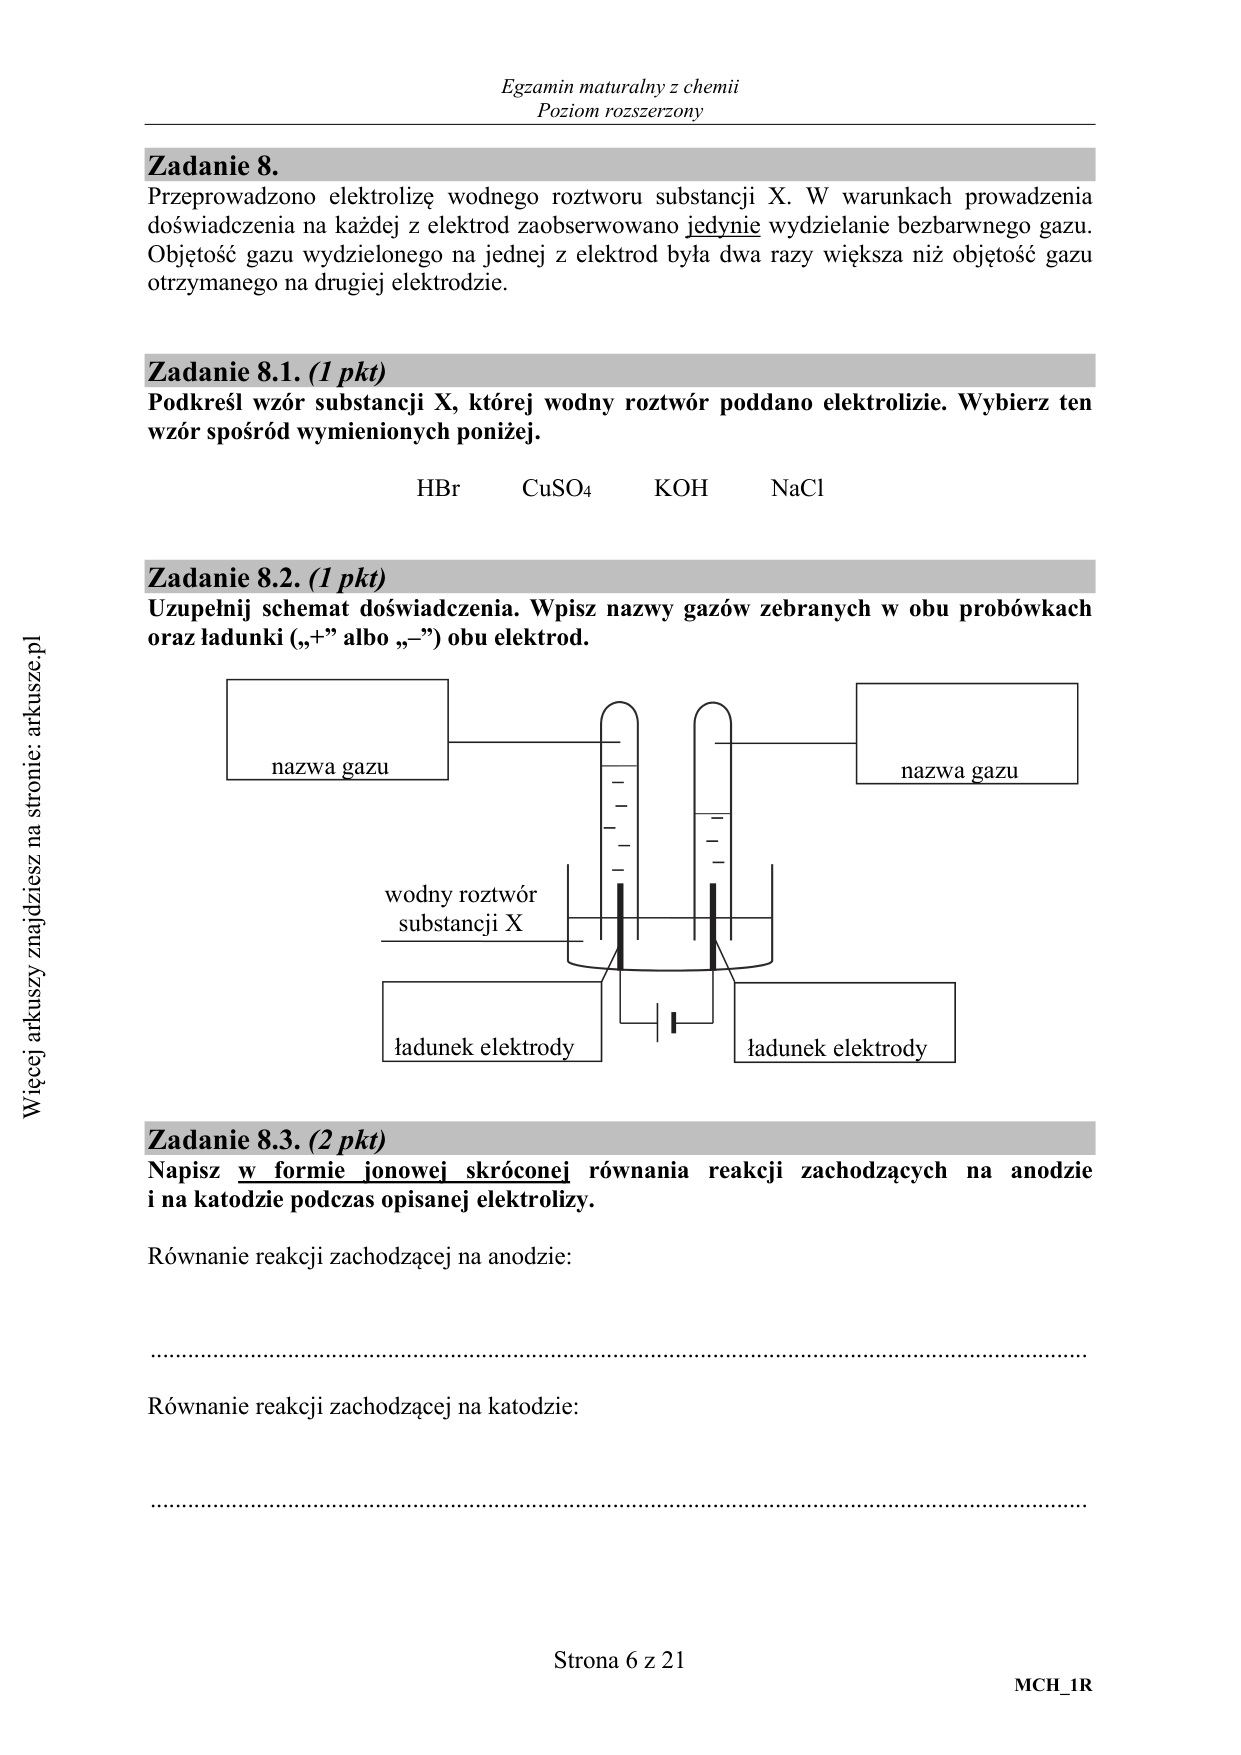 Egzamin maturalny z chemii
Poziom rozszerzony
Zadanie 8.
Przeprowadzono elektrolizę wodnego roztworu substancji X. W warunkach prowadzenia
doświadczenia na każdej z elektrod zaobserwowano jedynie wydzielanie bezbarwnego gazu.
Objętość gazu wydzielonego na jednej z elektrod była dwa razy większa niż objętość gazu
otrzymanego na drugiej elektrodzie.
Zadanie 8.1. (1 pkt)
Podkreśl wzór substancji X, której wodny roztwór poddano elektrolizie. Wybierz ten
wzór spośród wymienionych poniżej.
HBr CuSO₄ KOH NaCl
Zadanie 8.2. (1 pkt)
Uzupełnij schemat doświadczenia. Wpisz nazwy gazów zebranych w obu probówkach
oraz ładunki („+” albo „–”) obu elektrod.
nazwa gazu
nazwa gazu
wodny roztwór
substancji X
ładunek elektrody
ładunek elektrody
Zadanie 8.3. (2 pkt)
Napisz w formie jonowej skróconej równania reakcji zachodzących na anodzie
i na katodzie podczas opisanej elektrolizy.
Równanie reakcji zachodzącej na anodzie:
......................................................................................................................................................
Równanie reakcji zachodzącej na katodzie:
......................................................................................................................................................
Strona 6 z 21
MCH_1R
Więcej arkuszy znajdziesz na stronie: arkusze.pl